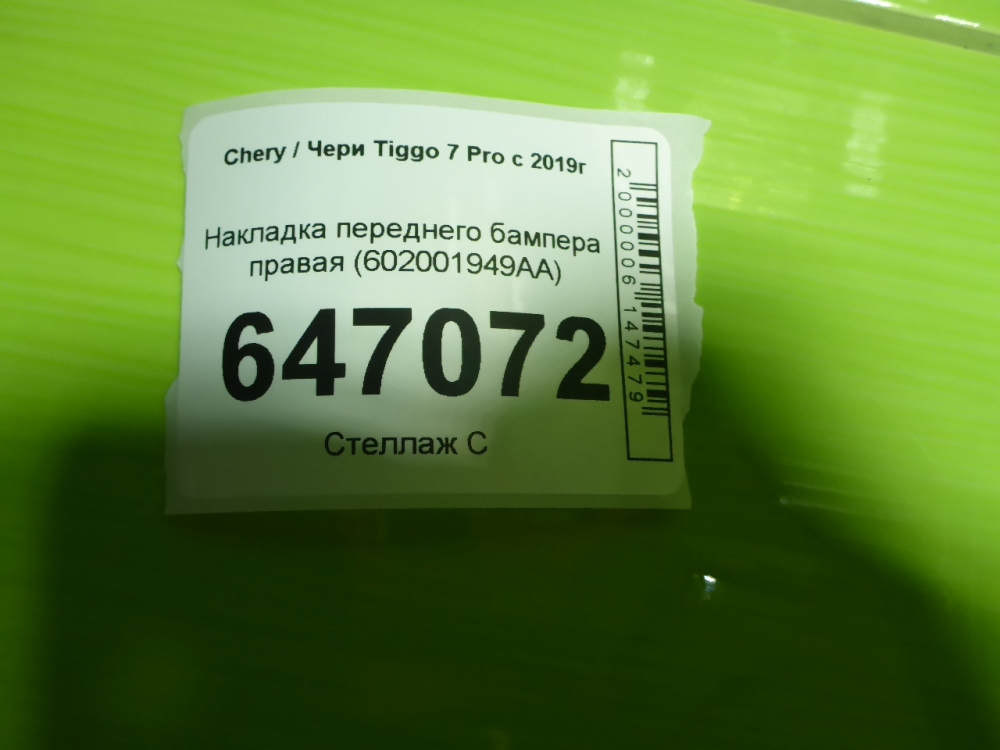 Chery / Чери Tiggo 7 Pro с 2019г
Накладка переднего бампера
правая (602001949AA)
647072
Стеллаж С
2000006147479